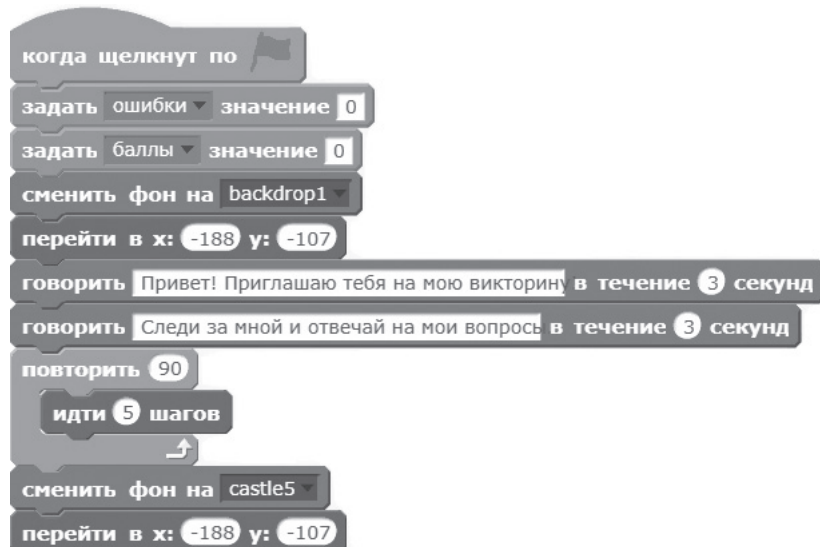 когда щелкнут по
задать ошибки значение 0
задать баллы значение 0
сменить фон на backdrop1
перейти в x: -188 y: -107
говорить Привет! Приглашаю тебя на мою викторину в течение 3 секунд
говорить Следи за мной и отвечай на мои вопрось в течение 3 секунд
повторить 90
идти 5 шагов
сменить фон на castle5
перейти в x: -188 y: -107